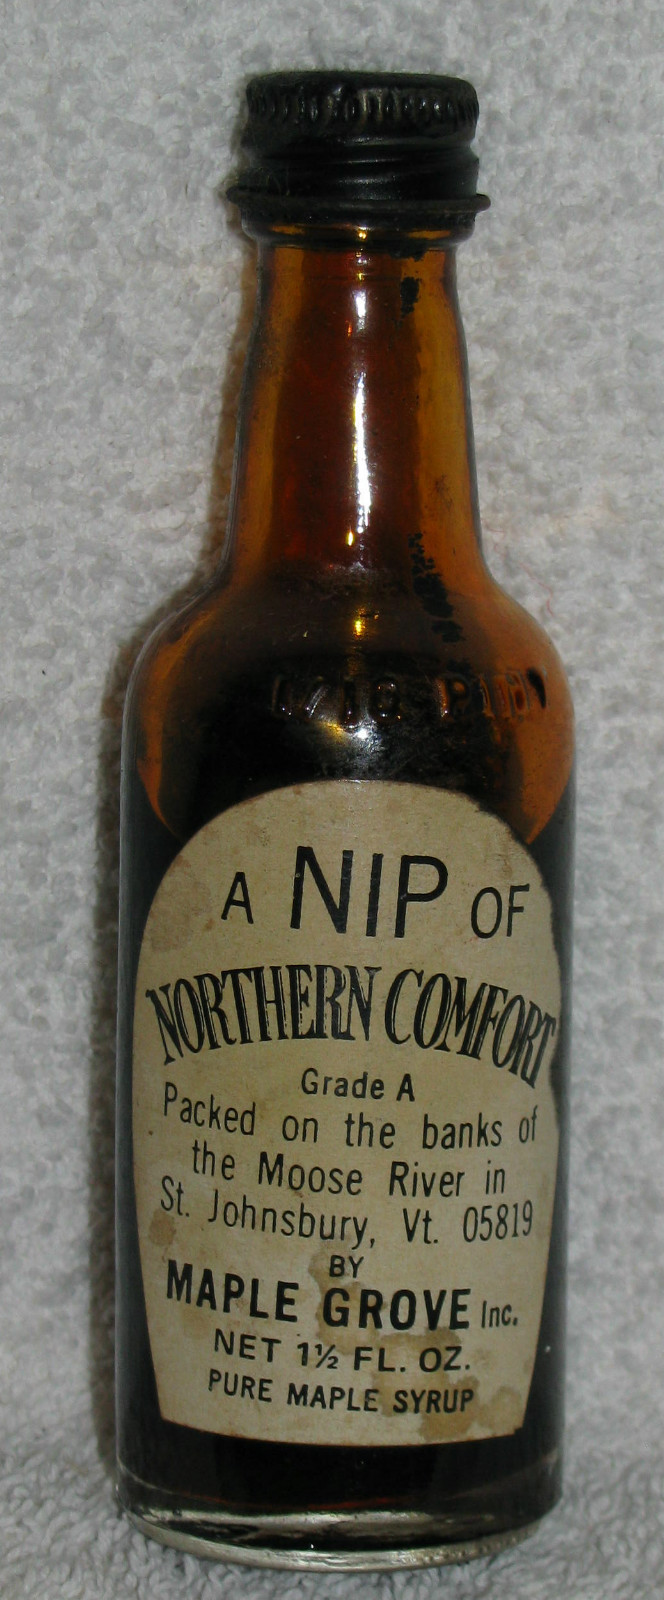 A NIP OF
NORTHERN COMFORT
Grade A
Packed on the banks of
the Moose River in
St. Johnsbury, Vt. 05819
BY
MAPLE GROVE Inc.
NET 1½ FL. OZ.
PURE MAPLE SYRUP